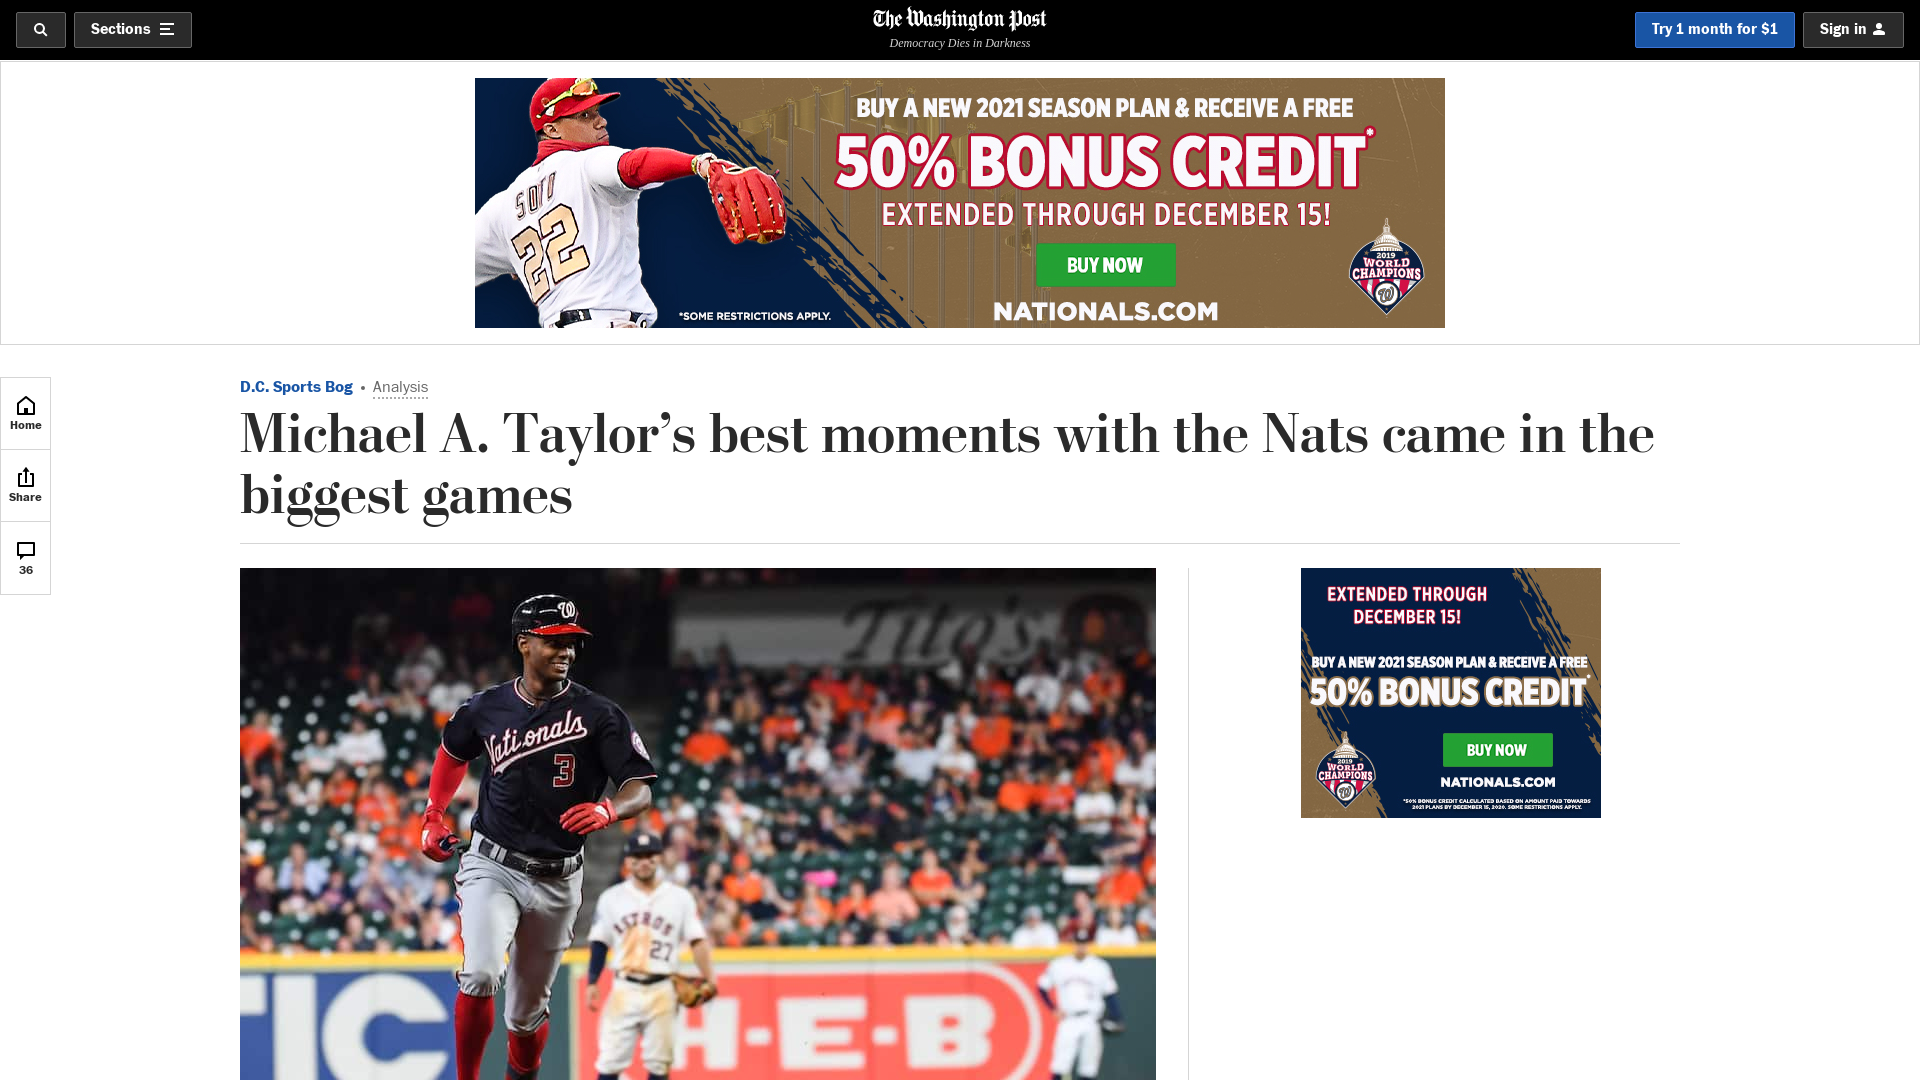 Sections
The Washington Post
Democracy Dies in Darkness
Try 1 month for $1
Sign in
SOTO
22
BUY A NEW 2021 SEASON PLAN & RECEIVE A FREE
50% BONUS CREDIT*
EXTENDED THROUGH DECEMBER 15!
BUY NOW
NATIONALS.COM
*SOME RESTRICTIONS APPLY.
2019
WORLD
CHAMPIONS
W
Home
Share
36
D.C. Sports Bog • Analysis
Michael A. Taylor’s best moments with the Nats came in the
biggest games
Tito's
W
Nationals
3
ASTROS
27
TIC
H-E-B
EXTENDED THROUGH
DECEMBER 15!
BUY A NEW 2021 SEASON PLAN & RECEIVE A FREE
50% BONUS CREDIT*
BUY NOW
NATIONALS.COM
2019
WORLD
CHAMPIONS
W
*50% BONUS CREDIT CALCULATED BASED ON AMOUNT PAID TOWARDS
2021 PLANS BY DECEMBER 15, 2020. SOME RESTRICTIONS APPLY.